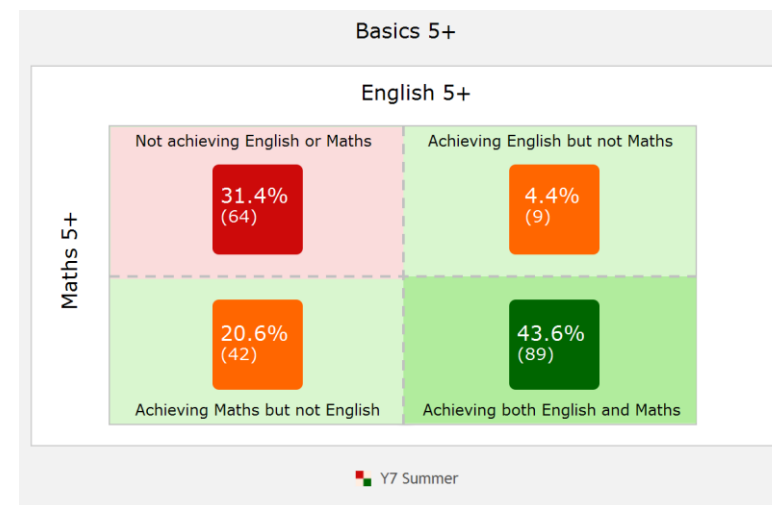 Basics 5+
English 5+
Maths 5+
Not achieving English or Maths
31.4%
(64)
Achieving English but not Maths
4.4%
(9)
20.6%
(42)
Achieving Maths but not English
43.6%
(89)
Achieving both English and Maths
Y7 Summer